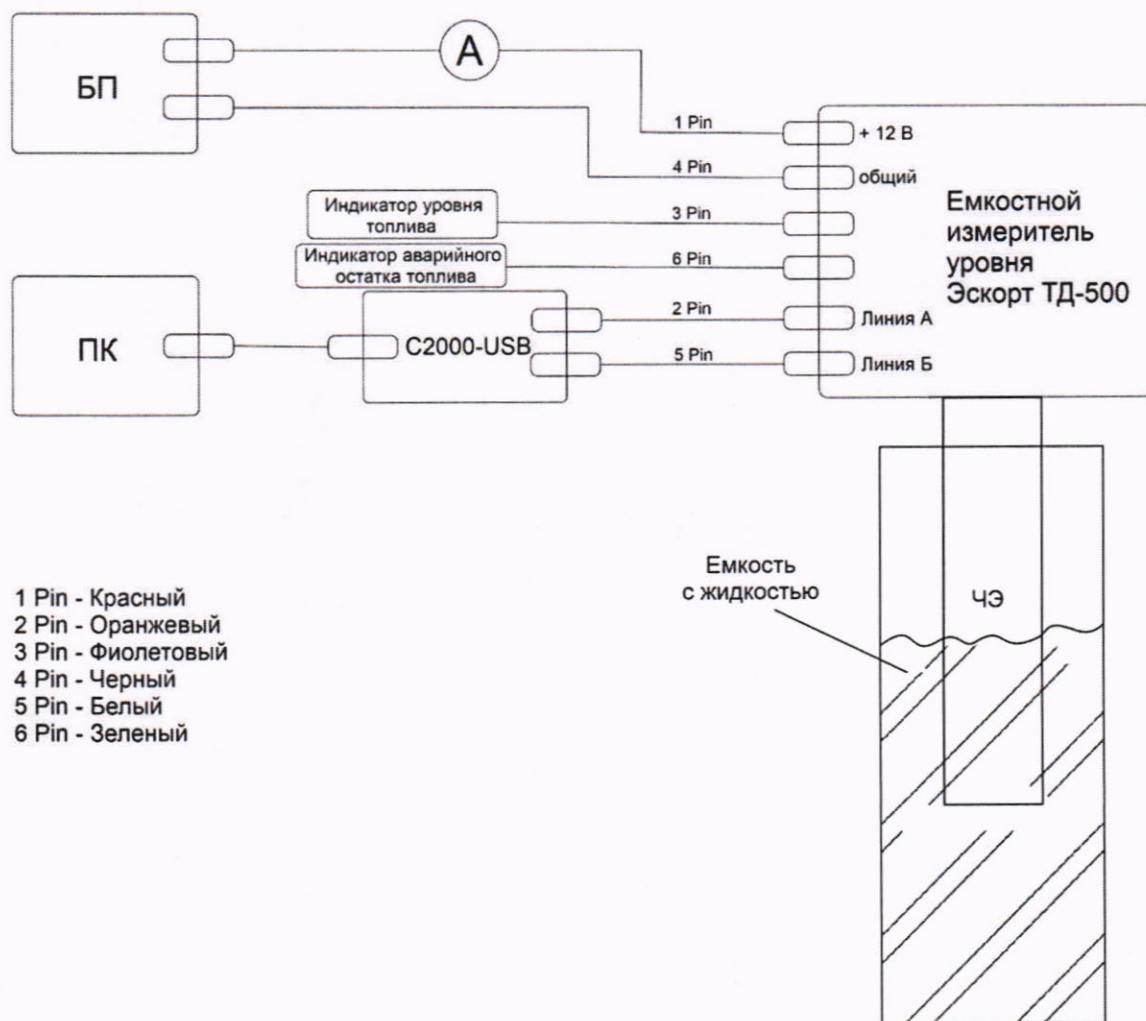 БП
А
1 Pin
+ 12 В
4 Pin
общий
Индикатор уровня
топлива
3 Pin
Индикатор аварийного
остатка топлива
6 Pin
Емкостной
измеритель
уровня
Эскорт ТД-500
ПК
С2000-USB
2 Pin
Линия А
5 Pin
Линия Б
Емкость
с жидкостью
ЧЭ
1 Pin - Красный
2 Pin - Оранжевый
3 Pin - Фиолетовый
4 Pin - Черный
5 Pin - Белый
6 Pin - Зеленый